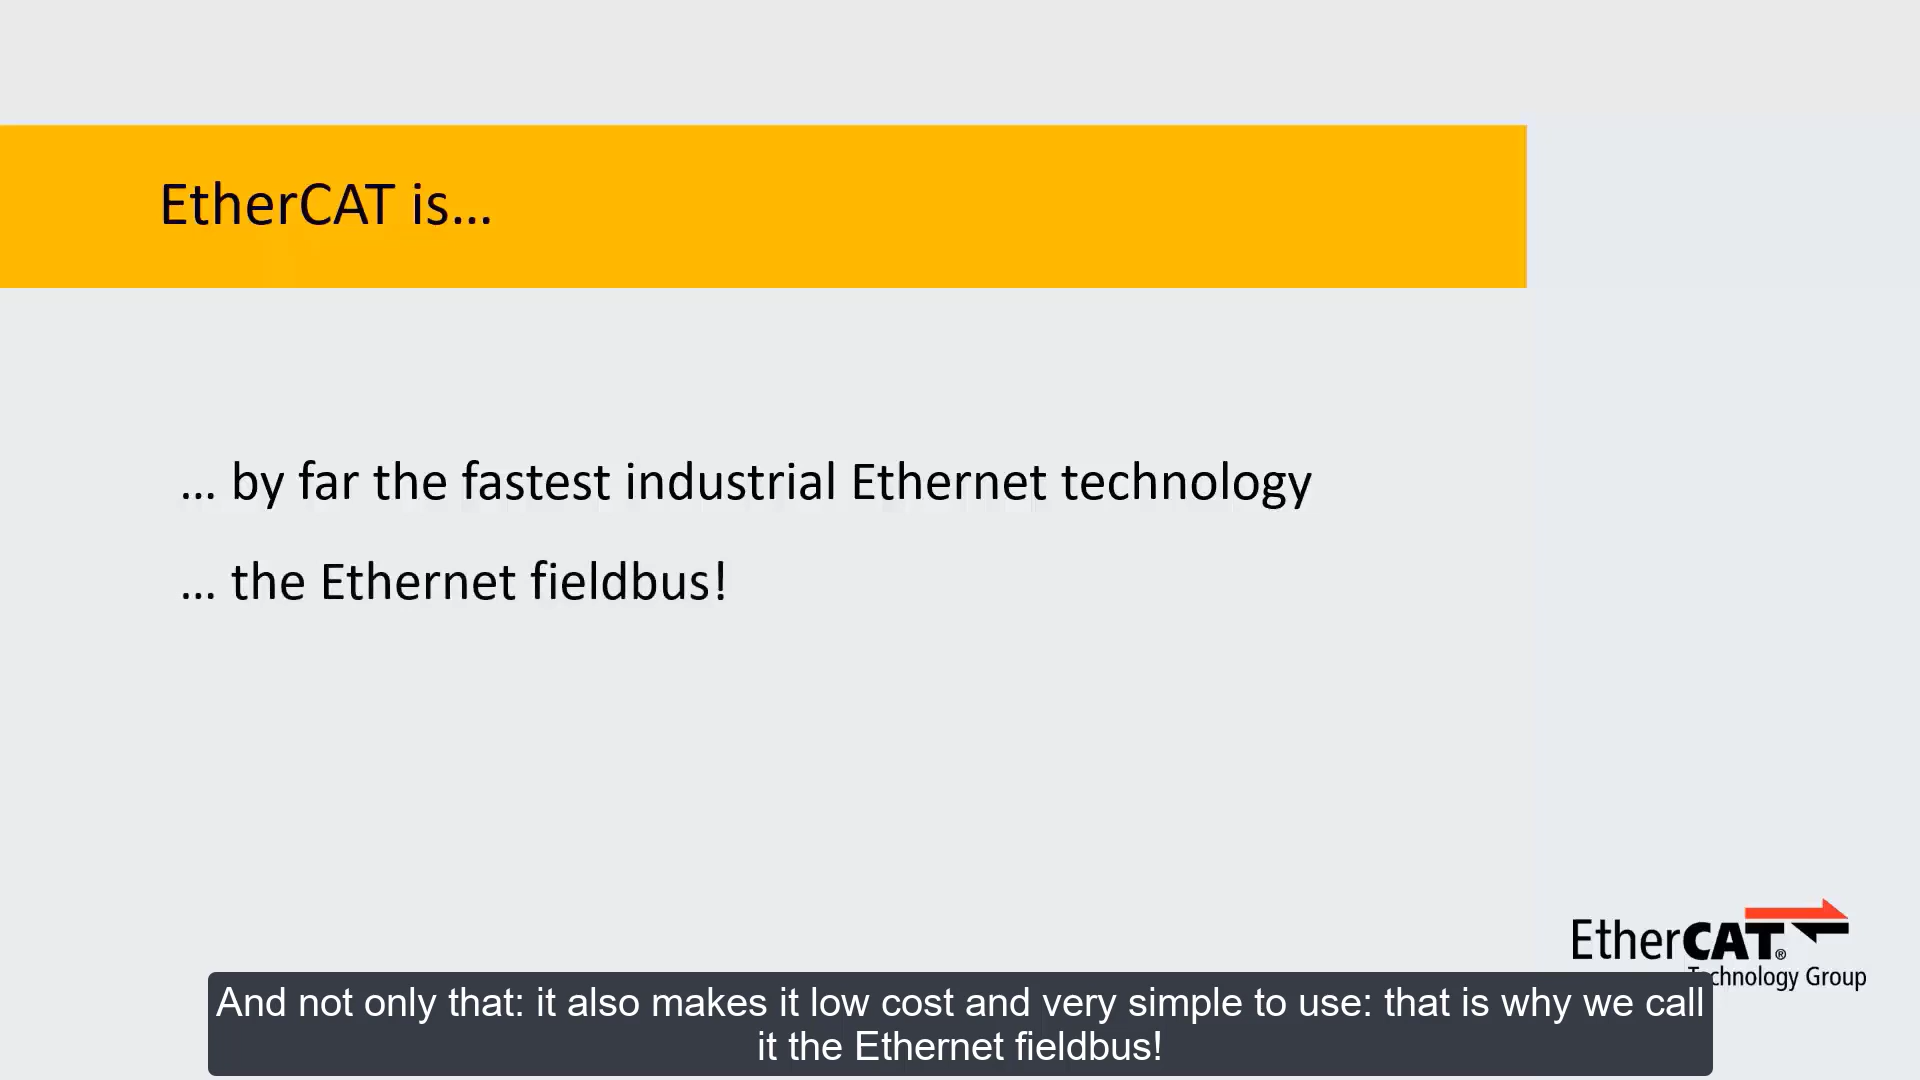 EtherCAT is…
… by far the fastest industrial Ethernet technology
… the Ethernet fieldbus!
EtherCAT®
Technology Group
And not only that: it also makes it low cost and very simple to use: that is why we call
it the Ethernet fieldbus!